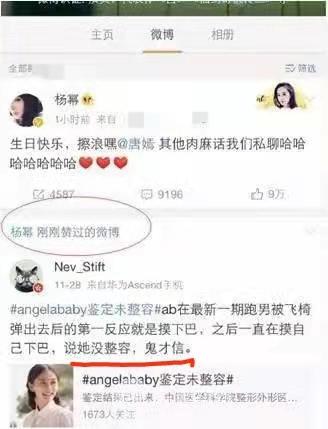 主页 微博 相册
全部
筛选
杨幂
1小时前
生日快乐，擦浪嘿@唐嫣 其他肉麻话我们私聊哈哈
哈哈哈哈哈哈
4587 9196 9万
杨幂 刚刚赞过的微博
Nev_Stift
11-28 来自华为Ascend手机
#angelababy鉴定未整容#ab在最新一期跑男被飞椅
弹出去后的第一反应就是摸下巴，之后一直在摸自
己下巴，说她没整容，鬼才信。
#angelababy鉴定未整容#
鉴定结果已出来，中国医学科学院整形外形医...
1673人关注